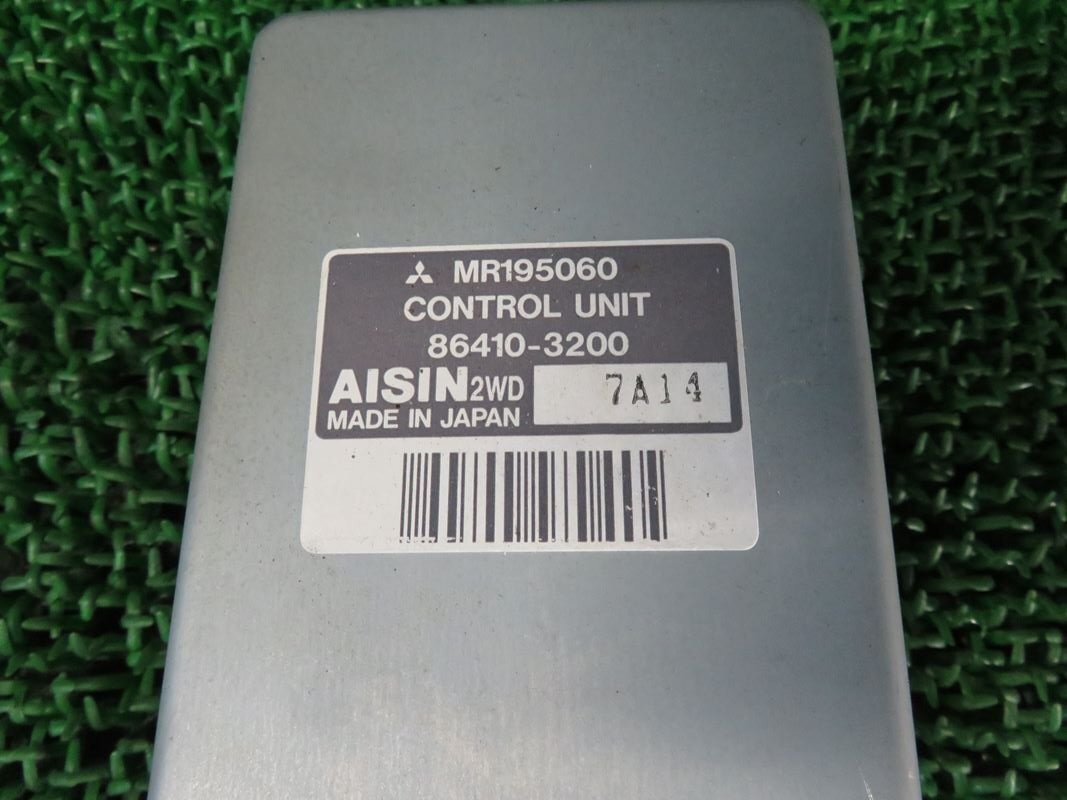 MR195060
CONTROL UNIT
86410-3200
AISIN 2WD 7A14
MADE IN JAPAN